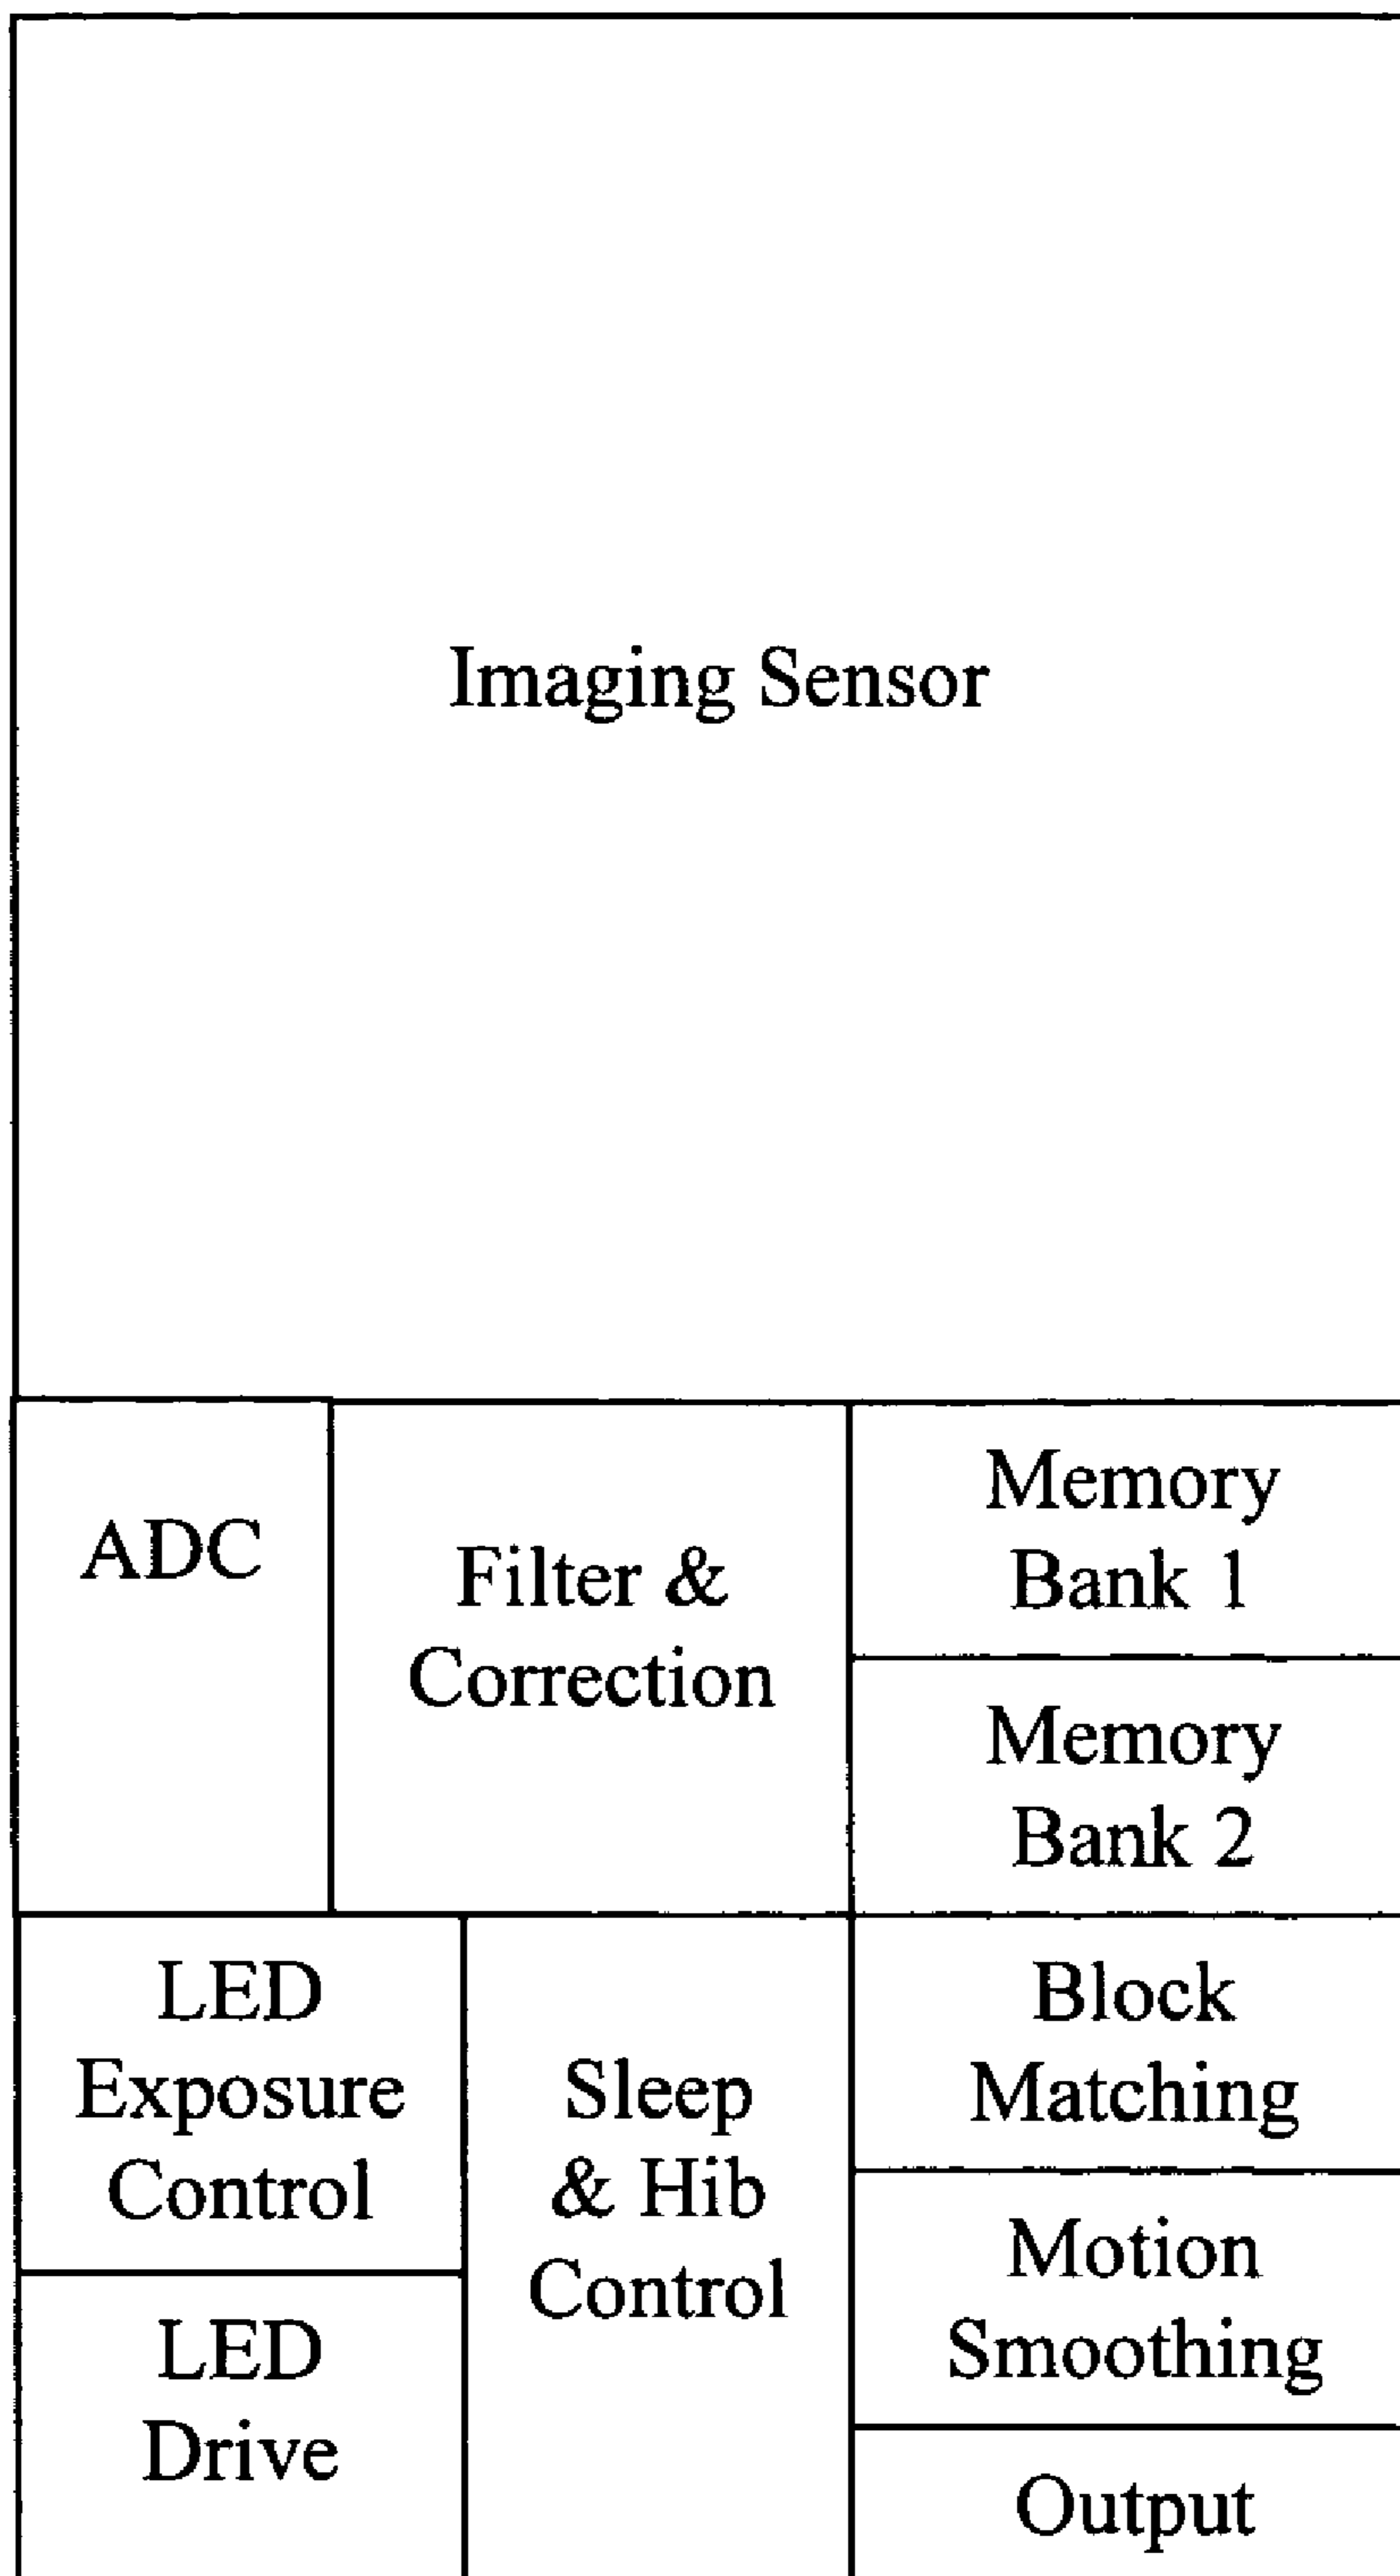 Imaging Sensor
ADC
Filter &
Correction
Memory
Bank 1
Memory
Bank 2
LED
Exposure
Control
Sleep
& Hib
Control
Block
Matching
Motion
Smoothing
LED
Drive
Output